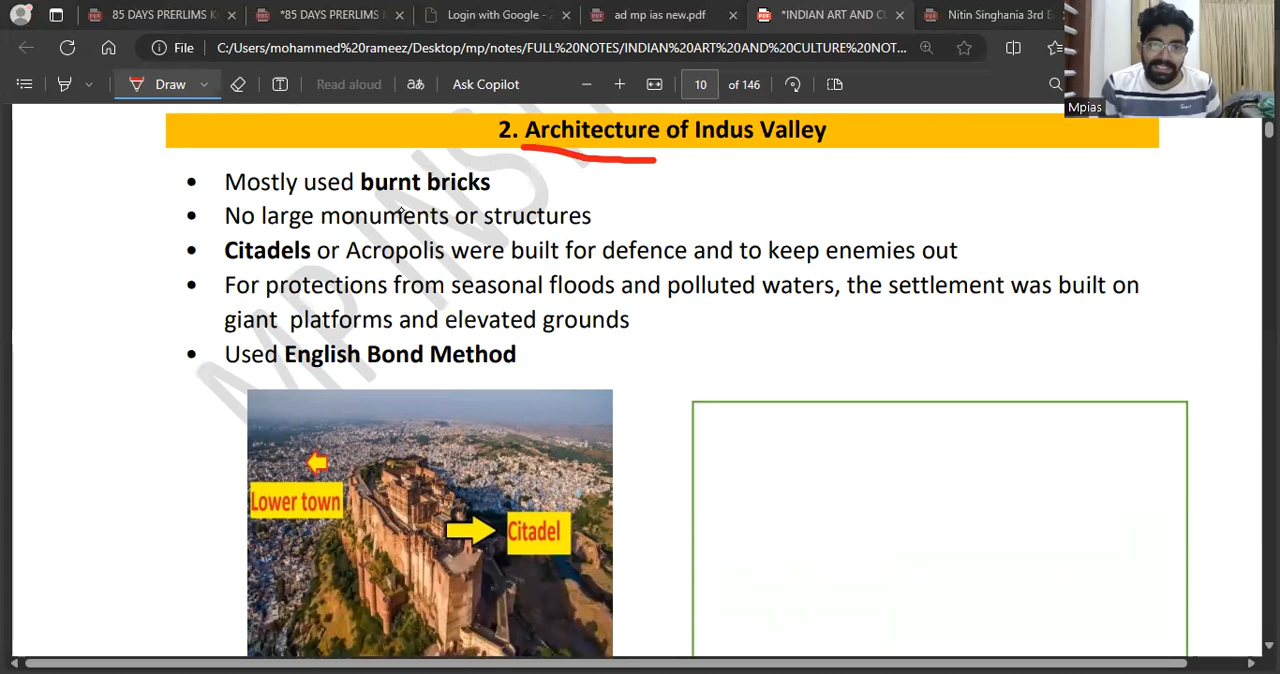 85 DAYS PRERLIMS K
*85 DAYS PRERLIMS
Login with Google -
ad mp ias new.pdf
*INDIAN ART AND C
Nitin Singhania 3rd E
File
C:/Users/mohammed%20rameez/Desktop/mp/notes/FULL%20NOTES/INDIAN%20ART%20AND%20CULTURE%20NOT...
Draw
Read aloud
aあ
Ask Copilot
10 of 146
Mpias
2. Architecture of Indus Valley
• Mostly used burnt bricks
• No large monuments or structures
• Citadels or Acropolis were built for defence and to keep enemies out
• For protections from seasonal floods and polluted waters, the settlement was built on
giant platforms and elevated grounds
• Used English Bond Method
Lower town
Citadel
MP INST